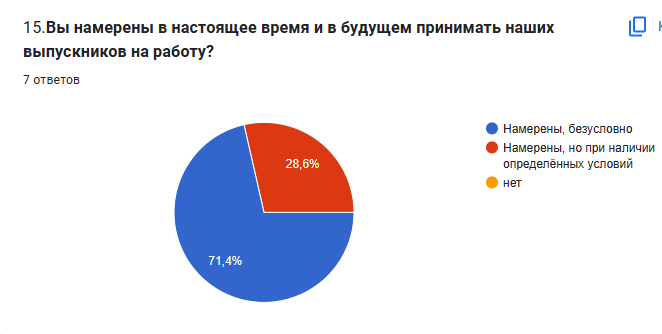 15.Вы намерены в настоящее время и в будущем принимать наших
выпускников на работу?
7 ответов
28,6%
71,4%
Намерены, безусловно
Намерены, но при наличии
определённых условий
нет